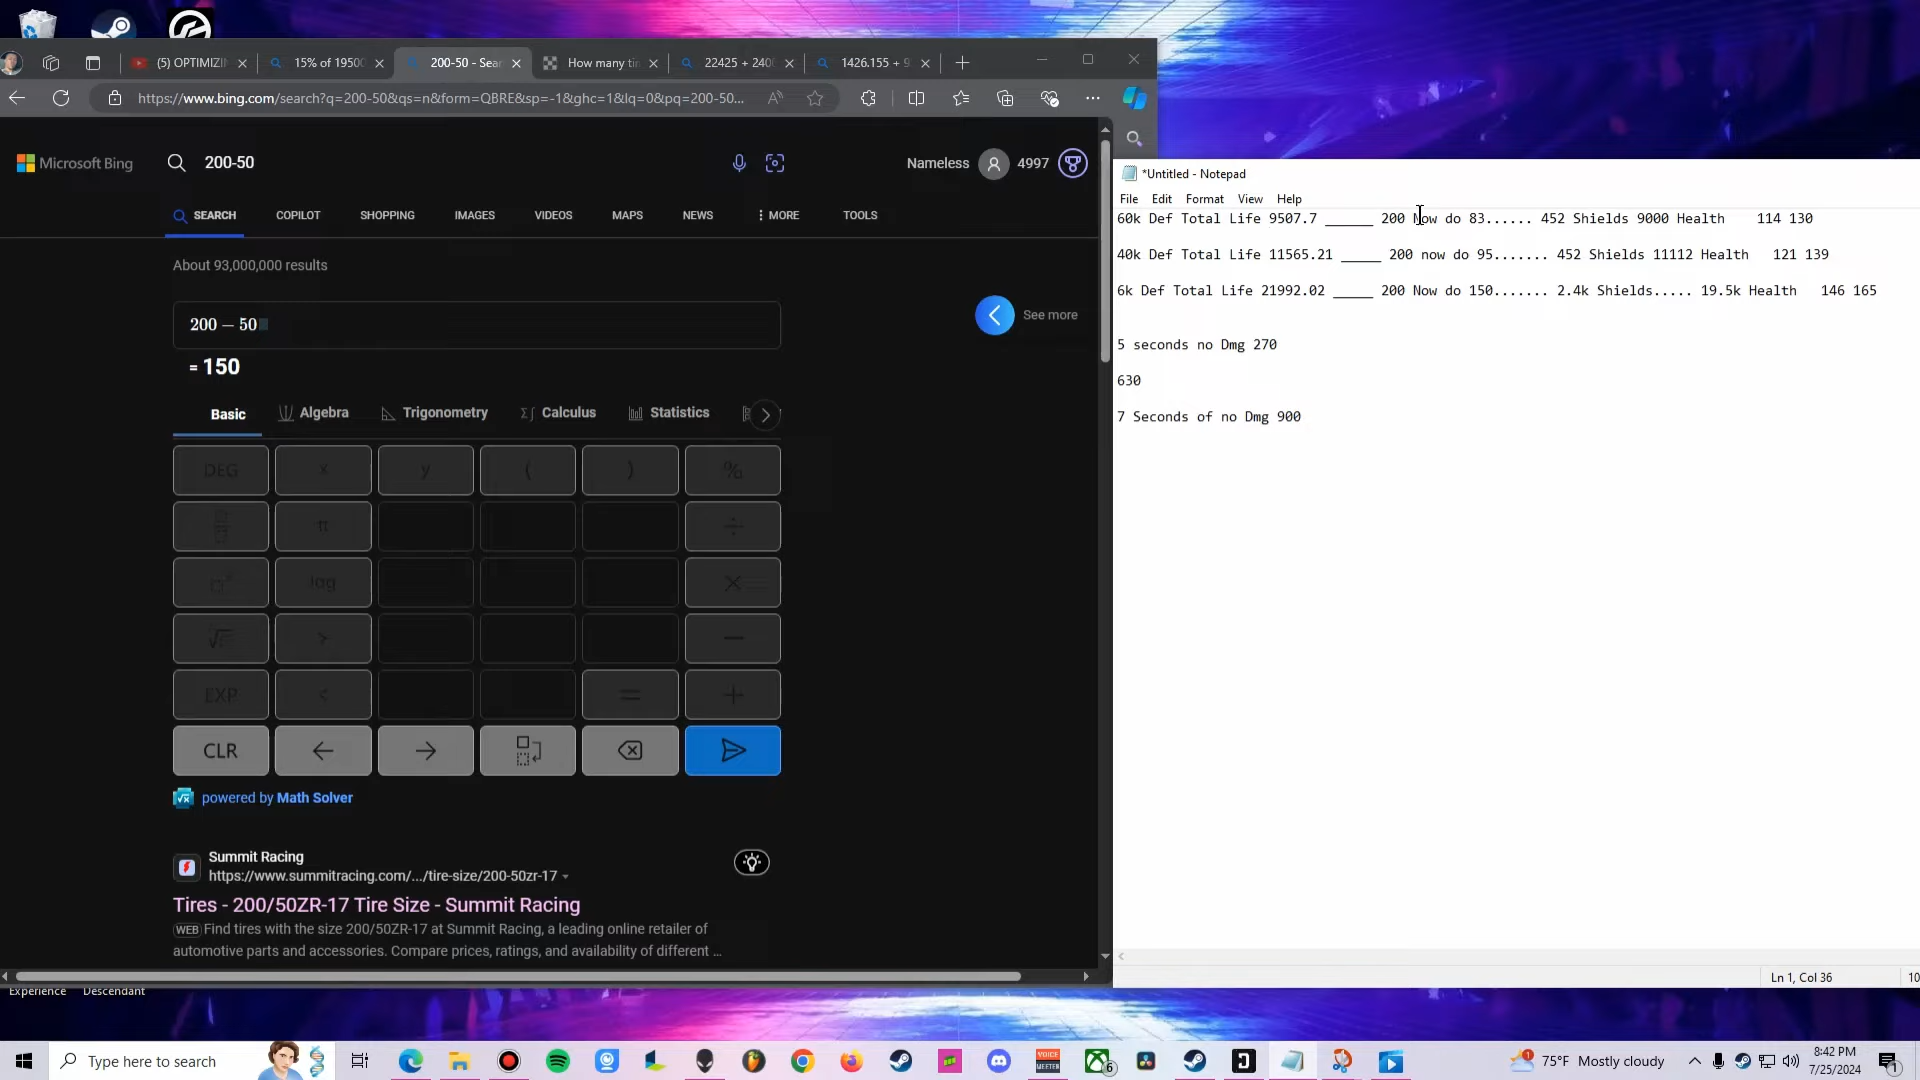 (5) OPTIMIZIN
15% of 19500
200-50 - Sear
How many tin
22425 + 240
1426.155 + 9
https://www.bing.com/search?q=200-50&qs=n&form=QBRE&sp=-1&ghc=1&lq=0&pq=200-50...
Microsoft Bing
200-50
Nameless
4997
SEARCH
COPILOT
SHOPPING
IMAGES
VIDEOS
MAPS
NEWS
MORE
TOOLS
About 93,000,000 results
200 – 50
= 150
See more
Basic
Algebra
Trigonometry
Calculus
Statistics
DEG
x
y
(
)
%
π
÷
log
×
>
−
EXP
<
=
+
CLR
powered by Math Solver
Summit Racing
https://www.summitracing.com/.../tire-size/200-50zr-17
Tires - 200/50ZR-17 Tire Size - Summit Racing
WEB Find tires with the size 200/50ZR-17 at Summit Racing, a leading online retailer of
automotive parts and accessories. Compare prices, ratings, and availability of different ...
*Untitled - Notepad
File Edit Format View Help
60k Def Total Life 9507.7 ______ 200 Now do 83...... 452 Shields 9000 Health 114 130
40k Def Total Life 11565.21 _____ 200 now do 95....... 452 Shields 11112 Health 121 139
6k Def Total Life 21992.02 _____ 200 Now do 150....... 2.4k Shields..... 19.5k Health 146 165
5 seconds no Dmg 270
630
7 Seconds of no Dmg 900
Ln 1, Col 36
10
Experience
Descendant
Type here to search
VOICE
MEETER
6
75°F Mostly cloudy
8:42 PM
7/25/2024
1